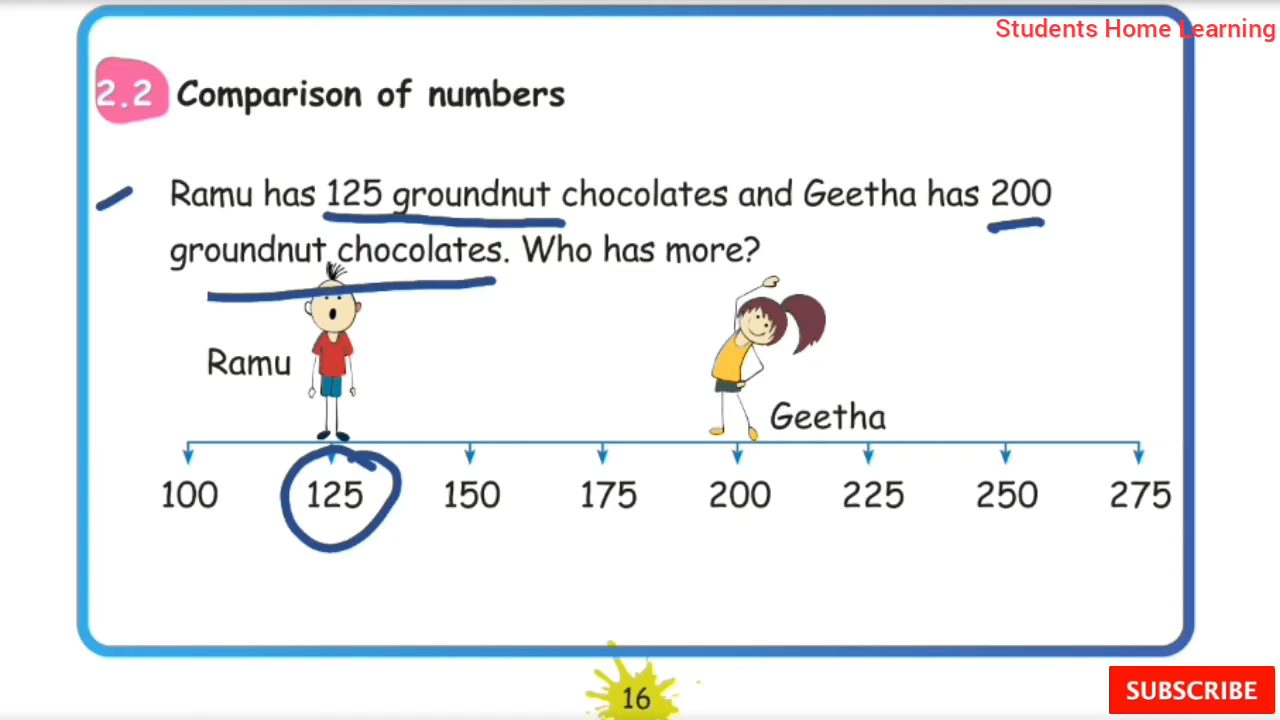 Students Home Learning
2.2 Comparison of numbers
Ramu has 125 groundnut chocolates and Geetha has 200
groundnut chocolates. Who has more?
Ramu
Geetha
100 125 150 175 200 225 250 275
16
SUBSCRIBE